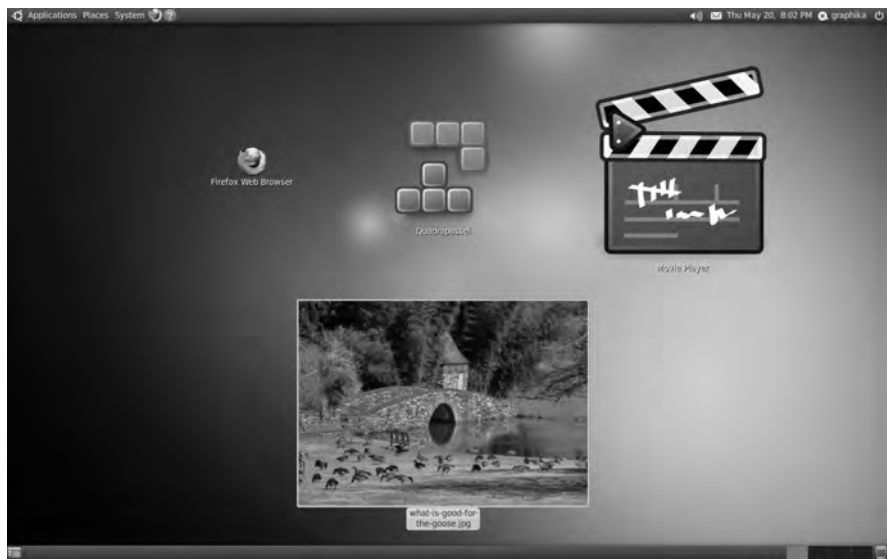 Applications Places System
Thu May 20, 8:02 PM graphika
Firefox Web Browser
Quadrapassel
Movie Player
what-is-good-for-
the-goose.jpg